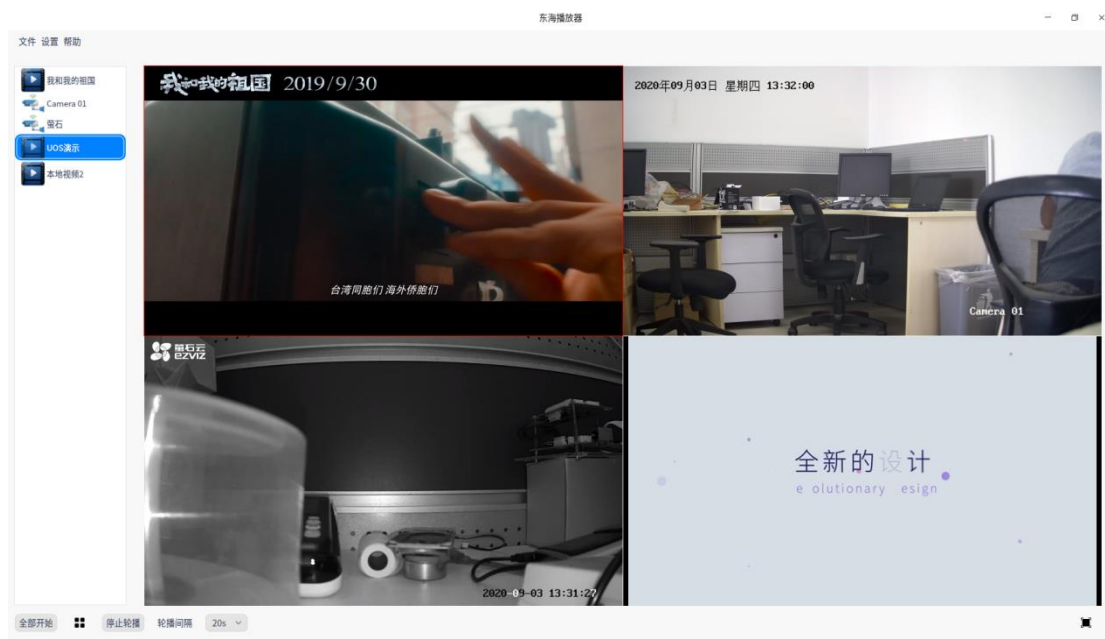 东海播放器
文件 设置 帮助
我和我的祖国
Camera 01
萤石
UOS演示
本地视频2
我和我的祖国 2019/9/30
台湾同胞们 海外侨胞们
2020年09月03日 星期四 13:32:00
Camera 01
萤石云
ezviz
2020-09-03 13:31:27
全新的设计
e olutionary esign
全部开始 停止轮播 轮播间隔 20s